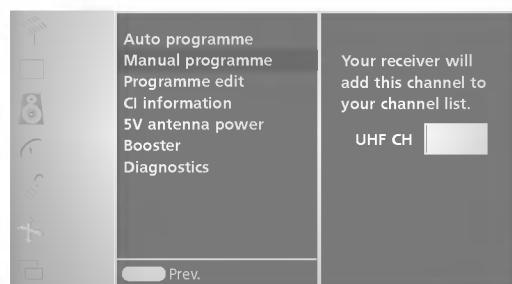 Auto programme
Manual programme
Programme edit
CI information
5V antenna power
Booster
Diagnostics
Prev.
Your receiver will
add this channel to
your channel list.
UHF CH